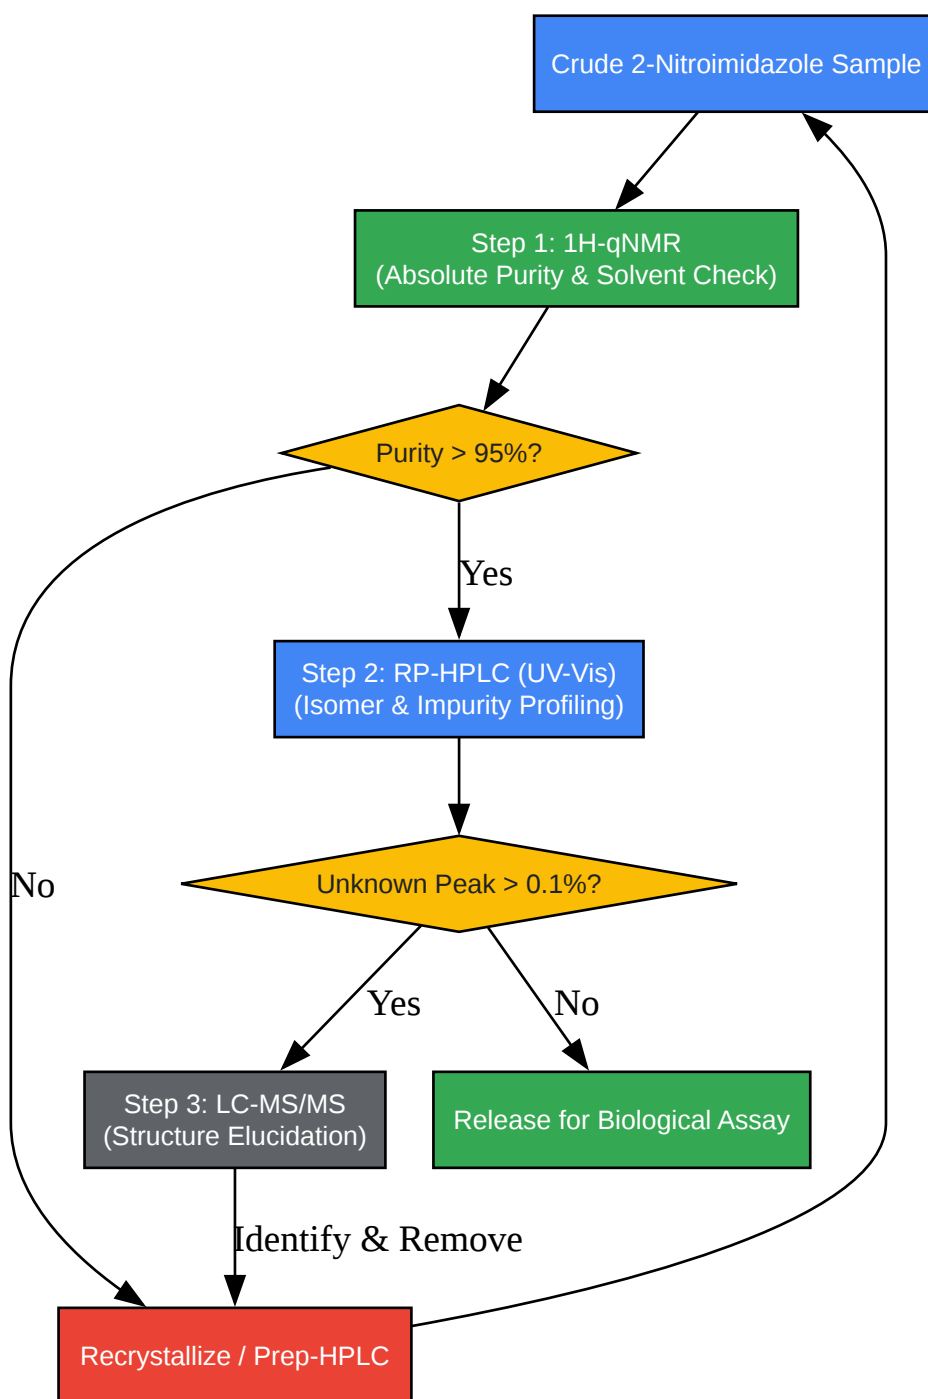 Crude 2-Nitroimidazole Sample
Step 1: 1H-qNMR
(Absolute Purity & Solvent Check)
Purity > 95%?
Yes
Step 2: RP-HPLC (UV-Vis)
(Isomer & Impurity Profiling)
No
Unknown Peak > 0.1%?
Yes
No
Step 3: LC-MS/MS
(Structure Elucidation)
Release for Biological Assay
Identify & Remove
Recrystallize / Prep-HPLC